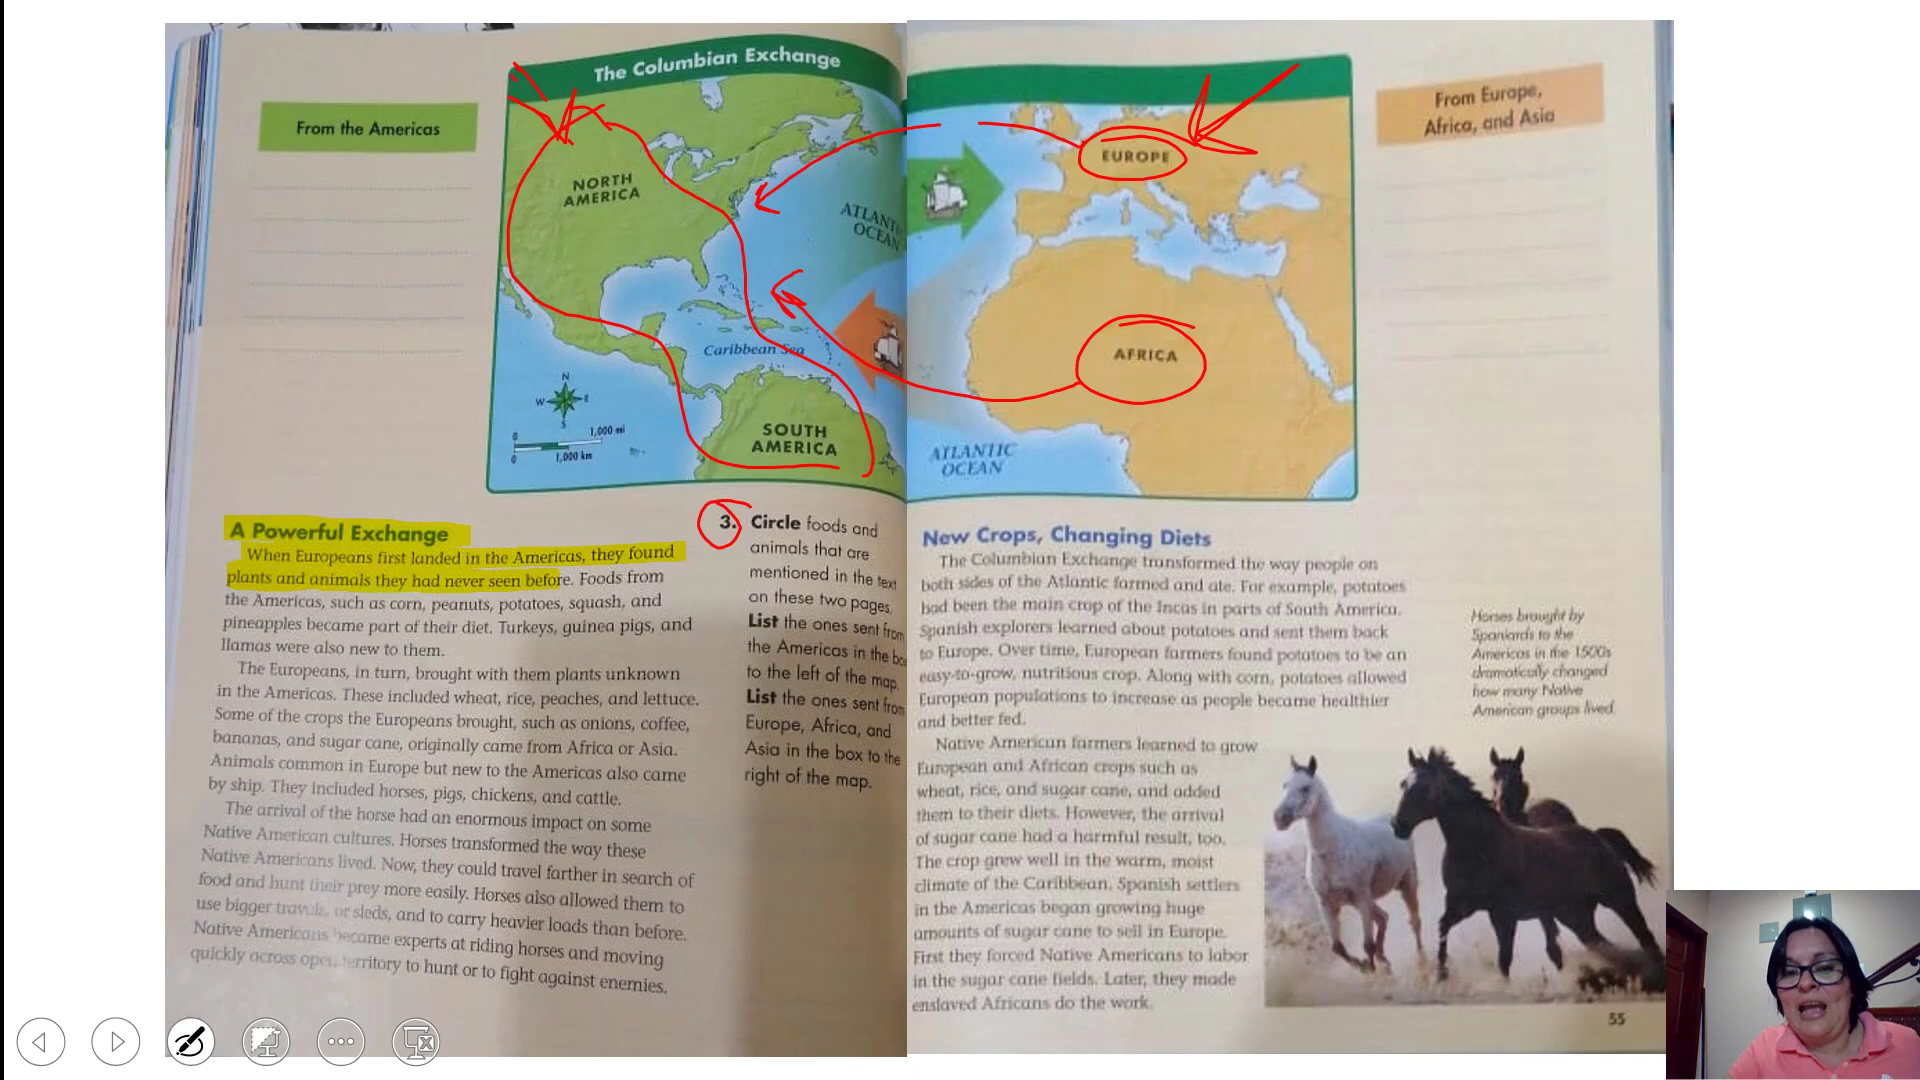 The Columbian Exchange
From the Americas
NORTH
AMERICA
ATLANTIC
OCEAN
Caribbean Sea
N
W E
S
0 1,000 mi
0 1,000 km
SOUTH
AMERICA
EUROPE
AFRICA
ATLANTIC
OCEAN
From Europe,
Africa, and Asia
A Powerful Exchange
When Europeans first landed in the Americas, they found
plants and animals they had never seen before. Foods from
the Americas, such as corn, peanuts, potatoes, squash, and
pineapples became part of their diet. Turkeys, guinea pigs, and
llamas were also new to them.
The Europeans, in turn, brought with them plants unknown
in the Americas. These included wheat, rice, peaches, and lettuce.
Some of the crops the Europeans brought, such as onions, coffee,
bananas, and sugar cane, originally came from Africa or Asia.
Animals common in Europe but new to the Americas also came
by ship. They included horses, pigs, chickens, and cattle.
The arrival of the horse had an enormous impact on some
Native American cultures. Horses transformed the way these
Native Americans lived. Now, they could travel farther in search of
food and hunt their prey more easily. Horses also allowed them to
use bigger travois, or sleds, and to carry heavier loads than before.
Native Americans became experts at riding horses and moving
quickly across open territory to hunt or to fight against enemies.
3. Circle foods and
animals that are
mentioned in the text
on these two pages.
List the ones sent from
the Americas in the box
to the left of the map.
List the ones sent from
Europe, Africa, and
Asia in the box to the
right of the map.
New Crops, Changing Diets
The Columbian Exchange transformed the way people on
both sides of the Atlantic farmed and ate. For example, potatoes
had been the main crop of the Incas in parts of South America.
Spanish explorers learned about potatoes and sent them back
to Europe. Over time, European farmers found potatoes to be an
easy-to-grow, nutritious crop. Along with corn, potatoes allowed
European populations to increase as people became healthier
and better fed.
Native American farmers learned to grow
European and African crops such as
wheat, rice, and sugar cane, and added
them to their diets. However, the arrival
of sugar cane had a harmful result, too.
The crop grew well in the warm, moist
climate of the Caribbean. Spanish settlers
in the Americas began growing huge
amounts of sugar cane to sell in Europe.
First they forced Native Americans to labor
in the sugar cane fields. Later, they made
enslaved Africans do the work.
Horses brought by
Spaniards to the
Americas in the 1500s
dramatically changed
how many Native
American groups lived.
55